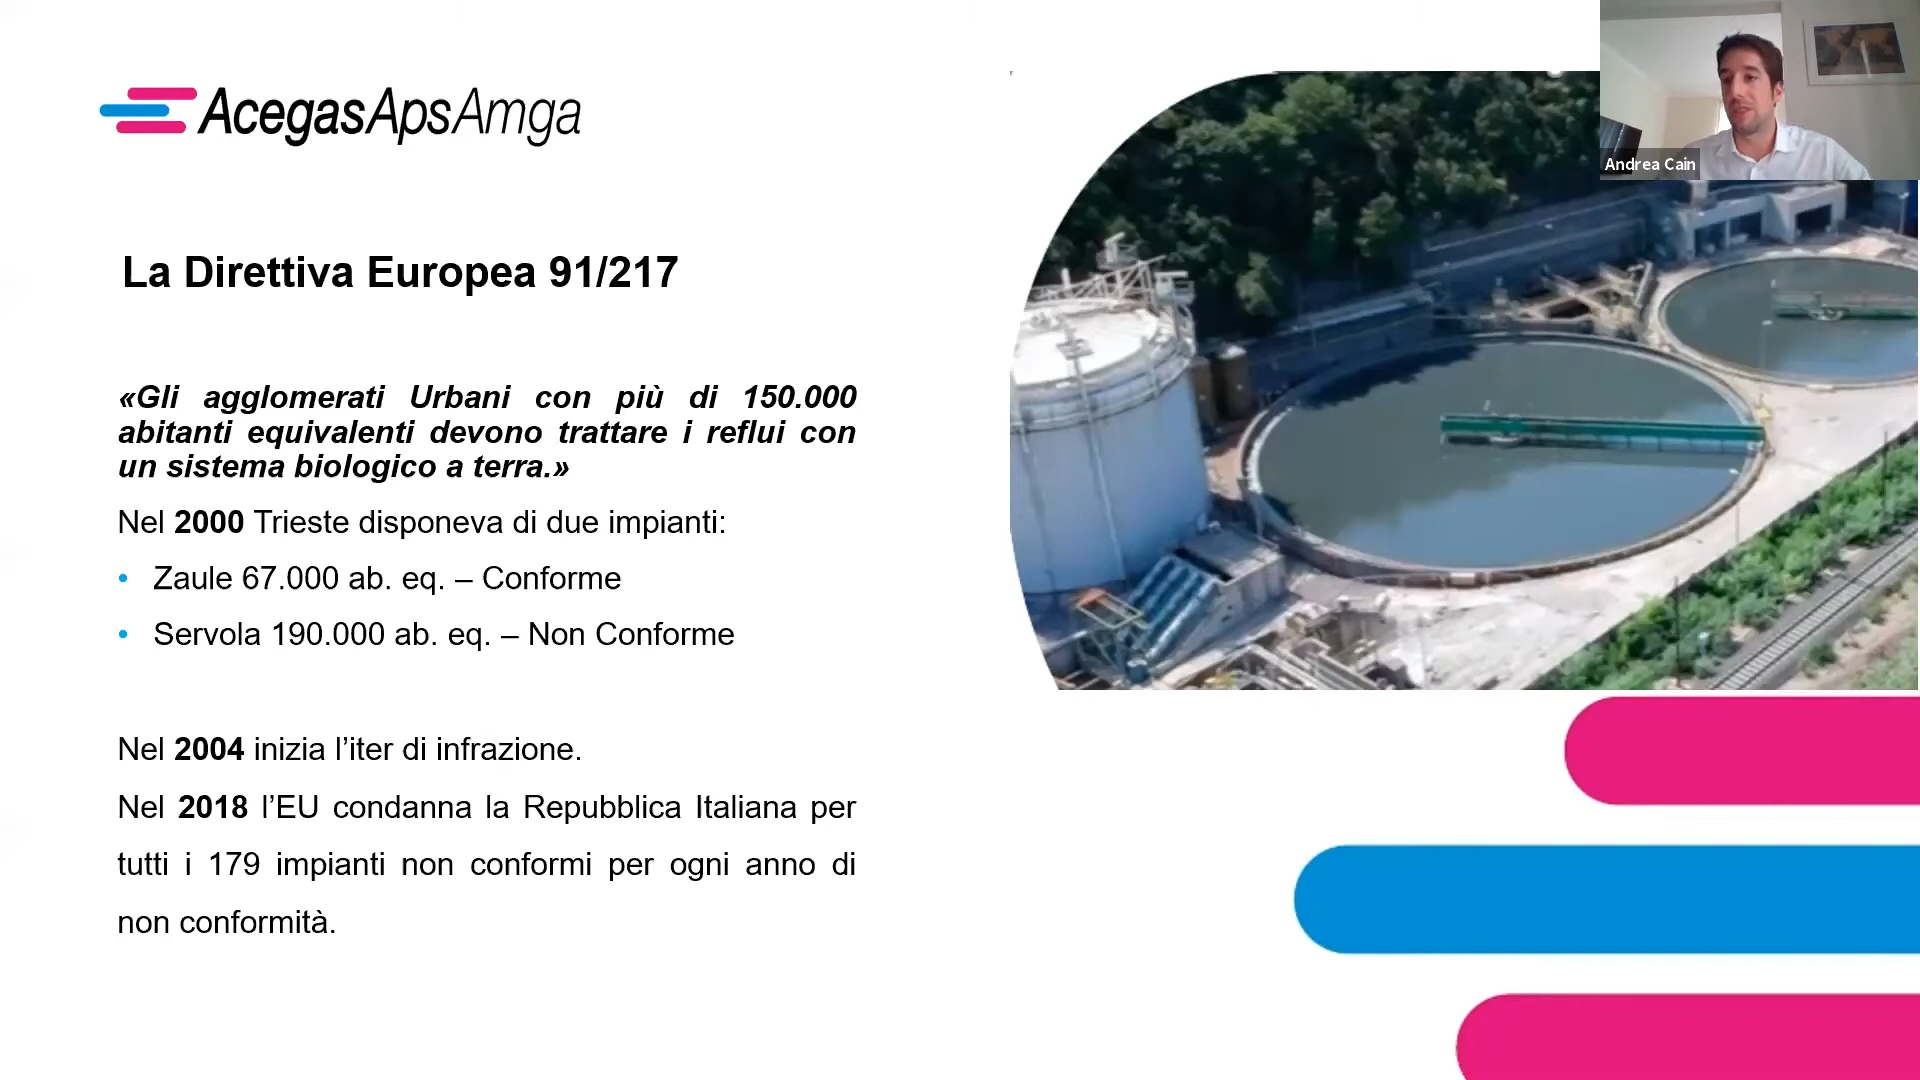 AcegasApsAmga
Andrea Cain
La Direttiva Europea 91/217
«Gli agglomerati Urbani con più di 150.000
abitanti equivalenti devono trattare i reflui con
un sistema biologico a terra.»
Nel 2000 Trieste disponeva di due impianti:
• Zaule 67.000 ab. eq. – Conforme
• Servola 190.000 ab. eq. – Non Conforme
Nel 2004 inizia l’iter di infrazione.
Nel 2018 l’EU condanna la Repubblica Italiana per
tutti i 179 impianti non conformi per ogni anno di
non conformità.